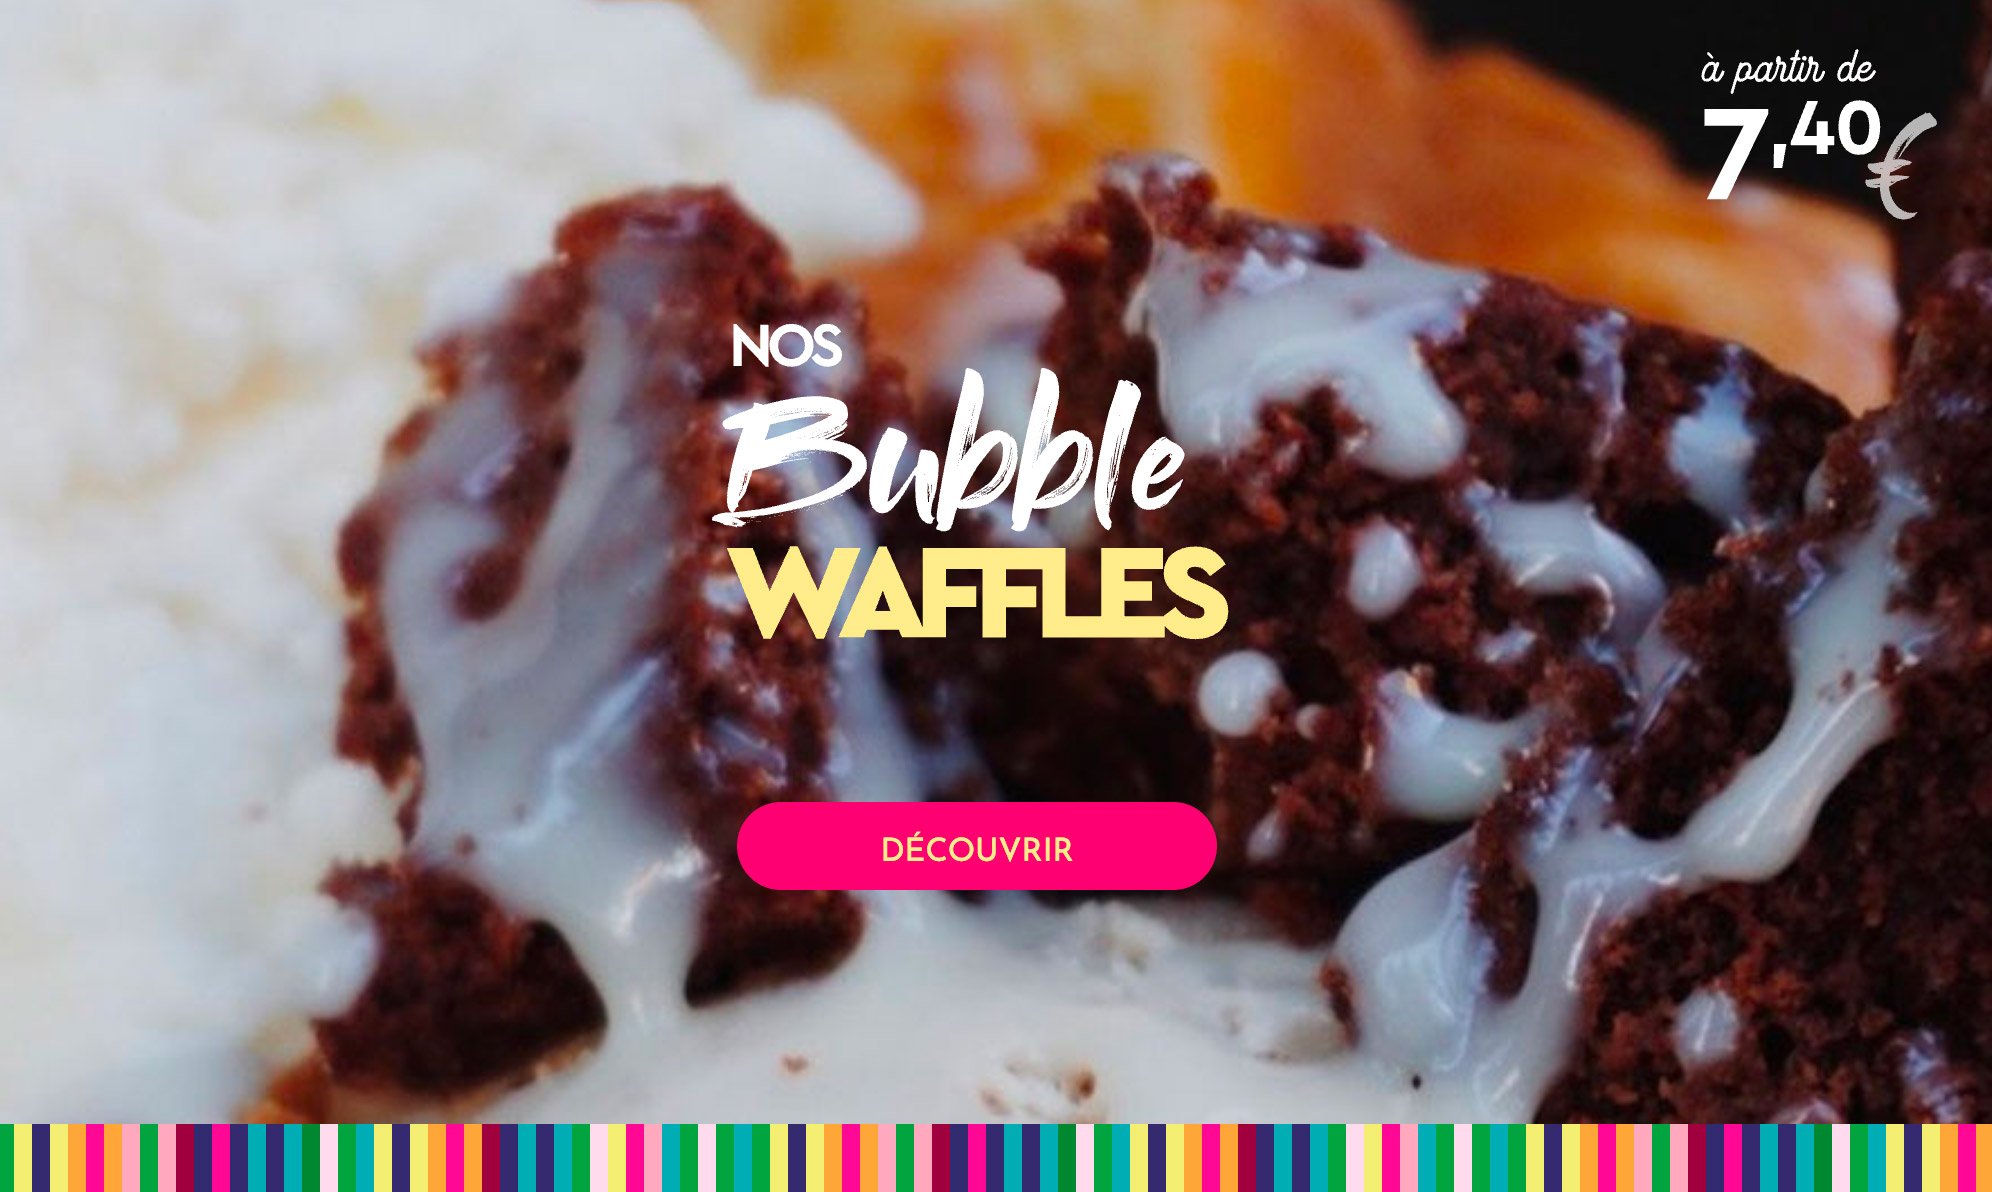 à partir de
7,40€
NOS
Bubble
WAFFLES
DÉCOUVRIR